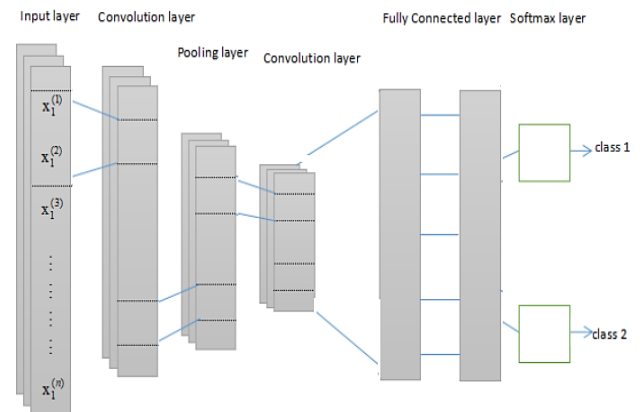 Input layer
Convolution layer
Pooling layer
Convolution layer
Fully Connected layer
Softmax layer
x₁⁽¹⁾
x₁⁽²⁾
x₁⁽³⁾
x₁⁽ⁿ⁾
class 1
class 2